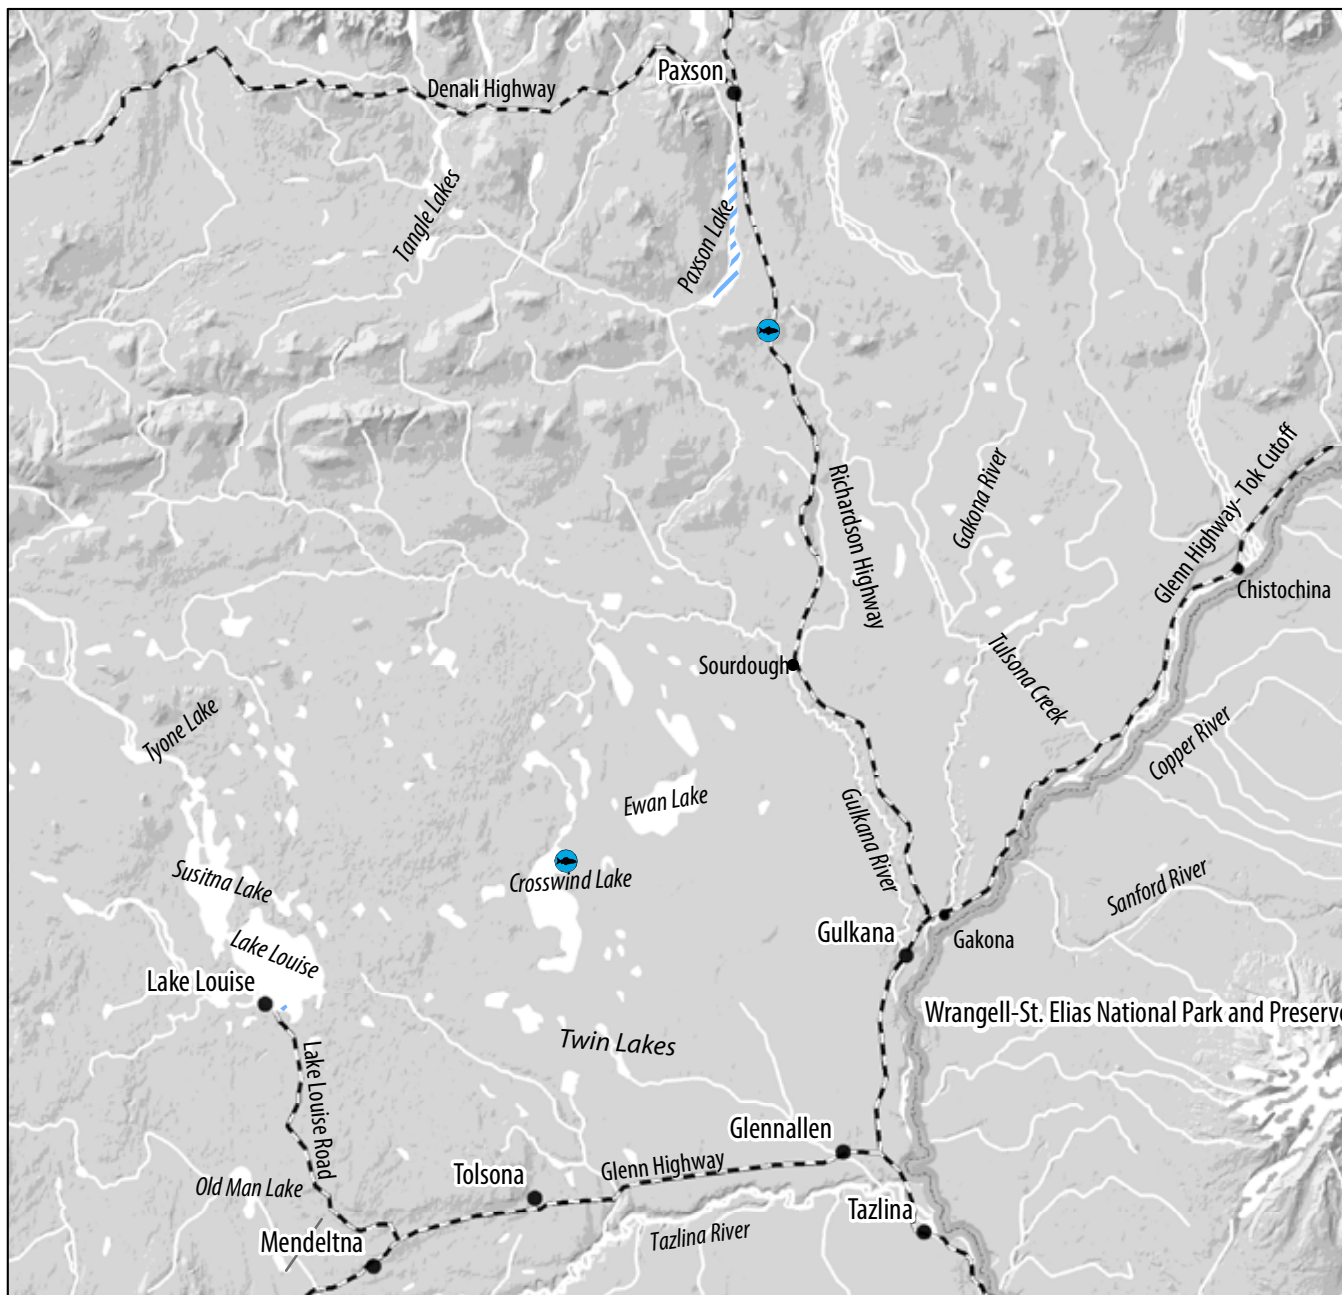 Paxson
Denali Highway
Tangle Lakes
Paxson Lake
Glenn Highway- Tok Cutoff
Richardson Highway
Gakona River
Chistochina
Sourdough
Tulsona Creek
Tyone Lake
Copper River
Ewan Lake
Gulkana River
Susitna Lake
Crosswind Lake
Sanford River
Lake Louise
Gulkana
Gakona
Lake Louise
Wrangell-St. Elias National Park and Preserve
Twin Lakes
Lake Louise Road
Glennallen
Glenn Highway
Tolsona
Old Man Lake
Tazlina
Tazlina River
Mendeltna